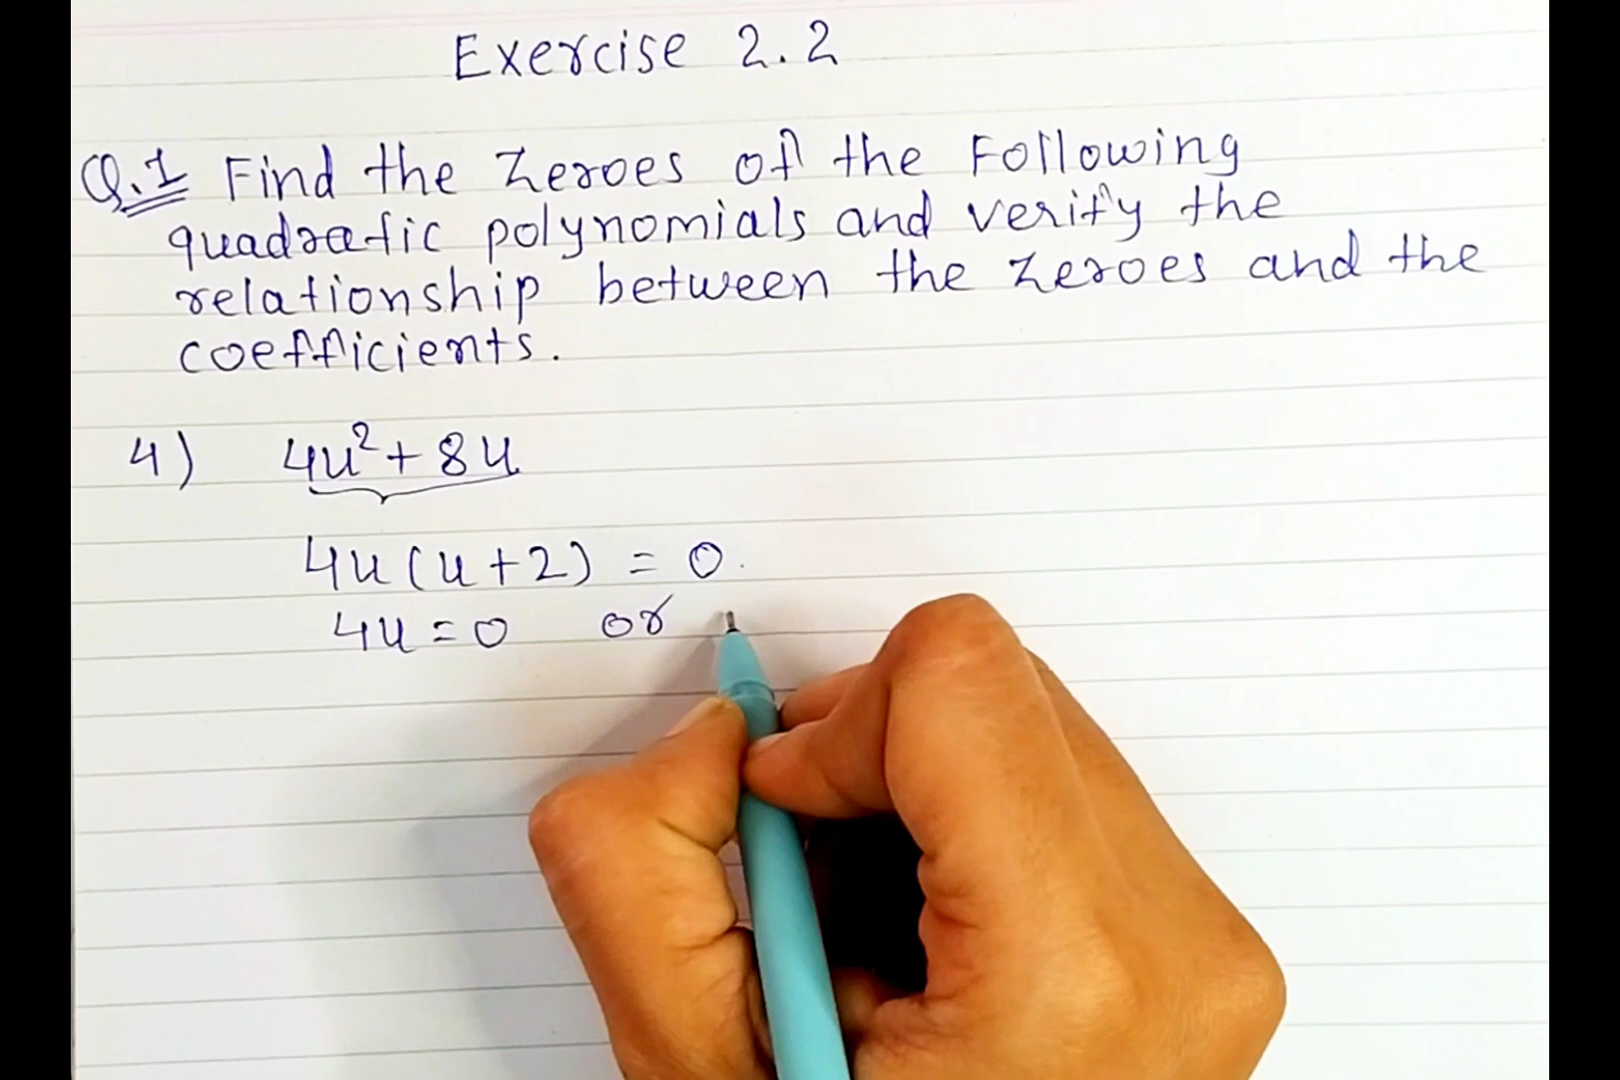 Exercise 2.2
Q.1 Find the zeroes of the Following
quadratic polynomials and verify the
relationship between the zeroes and the
coefficients.
4) 4u²+8u
4u(u+2) = 0
4u=0 or